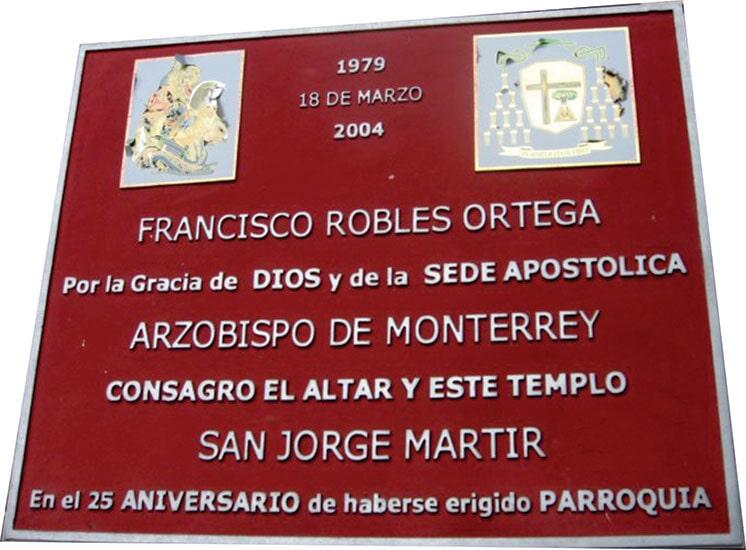 1979
18 DE MARZO
2004
FRANCISCO ROBLES ORTEGA
Por la Gracia de DIOS y de la SEDE APOSTOLICA
ARZOBISPO DE MONTERREY
CONSAGRO EL ALTAR Y ESTE TEMPLO
SAN JORGE MARTIR
En el 25 ANIVERSARIO de haberse erigido PARROQUIA